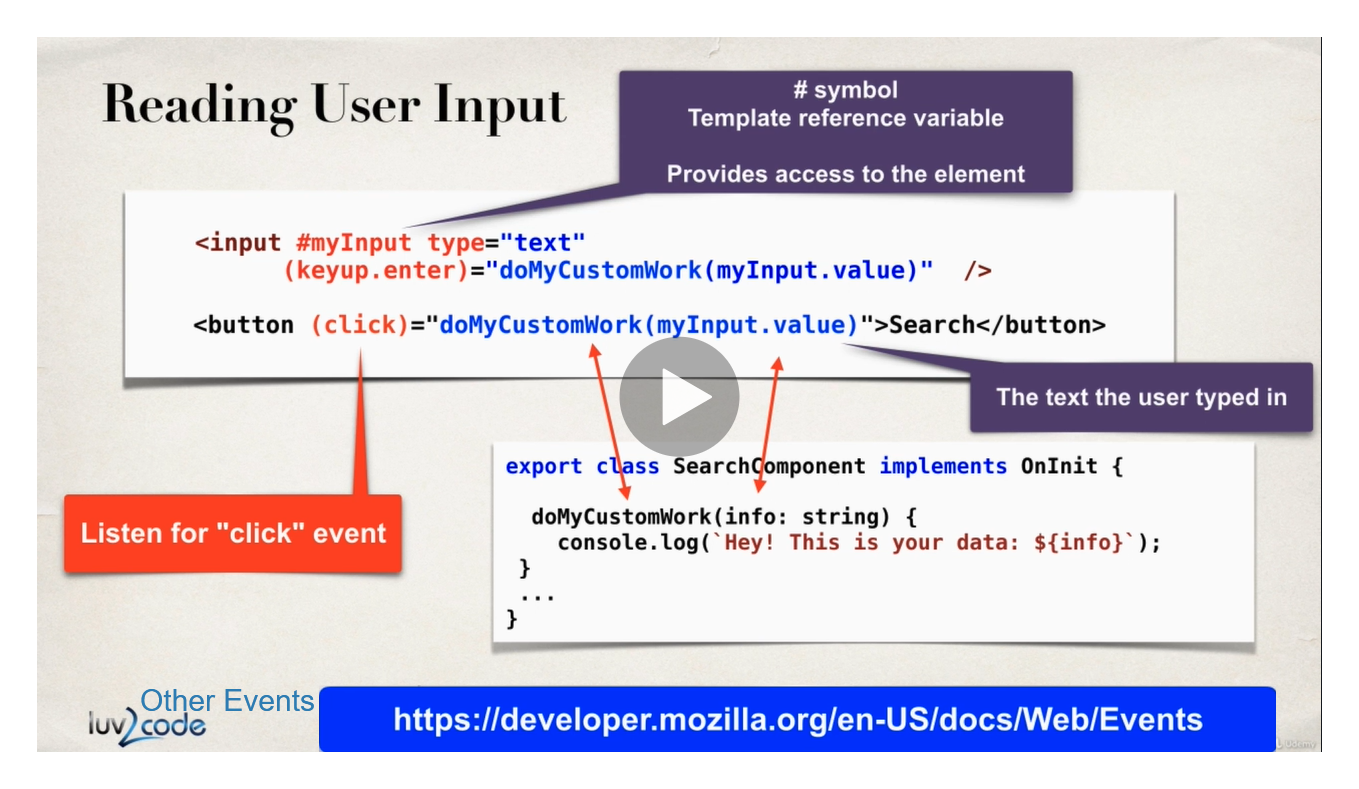 Reading User Input
# symbol
Template reference variable
Provides access to the element
<input #myInput type="text"
(keyup.enter)="doMyCustomWork(myInput.value)"  />
<button (click)="doMyCustomWork(myInput.value)">Search</button>
The text the user typed in
Listen for "click" event
export class SearchComponent implements OnInit {
doMyCustomWork(info: string) {
console.log(`Hey! This is your data: ${info}`);
}
...
}
Other Events
luv2code
https://developer.mozilla.org/en-US/docs/Web/Events
Udemy